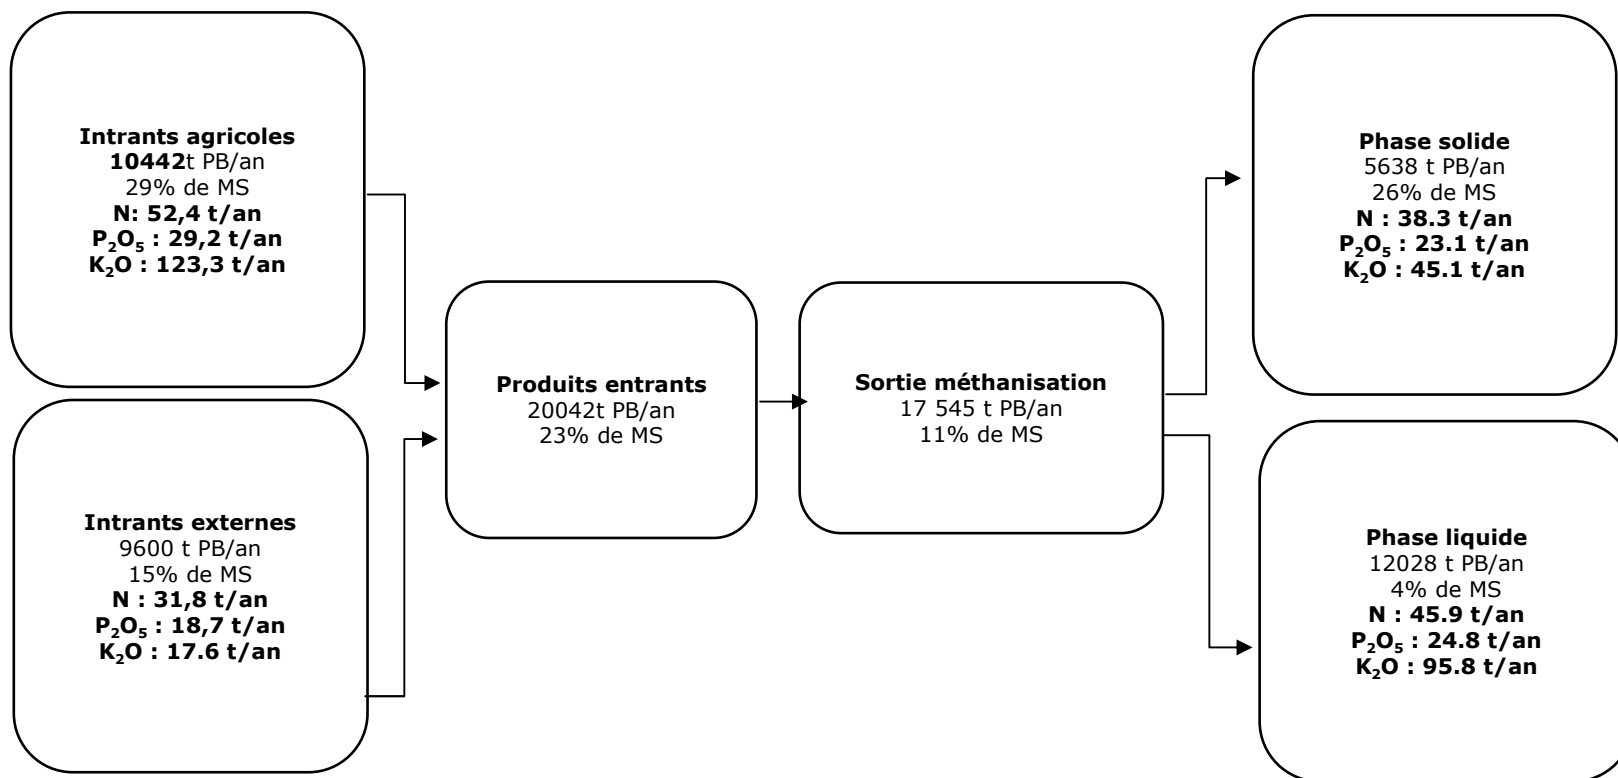 Intrants agricoles
10442t PB/an
29% de MS
N: 52,4 t/an
P₂O₅ : 29,2 t/an
K₂O : 123,3 t/an
Intrants externes
9600 t PB/an
15% de MS
N : 31,8 t/an
P₂O₅ : 18,7 t/an
K₂O : 17.6 t/an
Produits entrants
20042t PB/an
23% de MS
Sortie méthanisation
17 545 t PB/an
11% de MS
Phase solide
5638 t PB/an
26% de MS
N : 38.3 t/an
P₂O₅ : 23.1 t/an
K₂O : 45.1 t/an
Phase liquide
12028 t PB/an
4% de MS
N : 45.9 t/an
P₂O₅ : 24.8 t/an
K₂O : 95.8 t/an